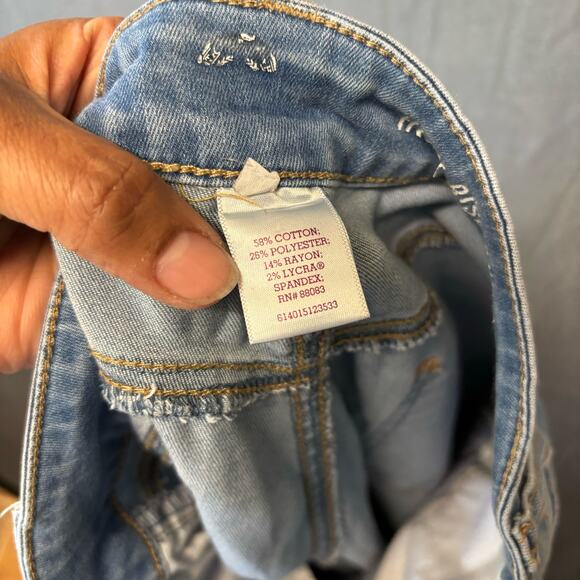 58% COTTON;
26% POLYESTER;
14% RAYON;
2% LYCRA®
SPANDEX;
RN# 88083
614015123533